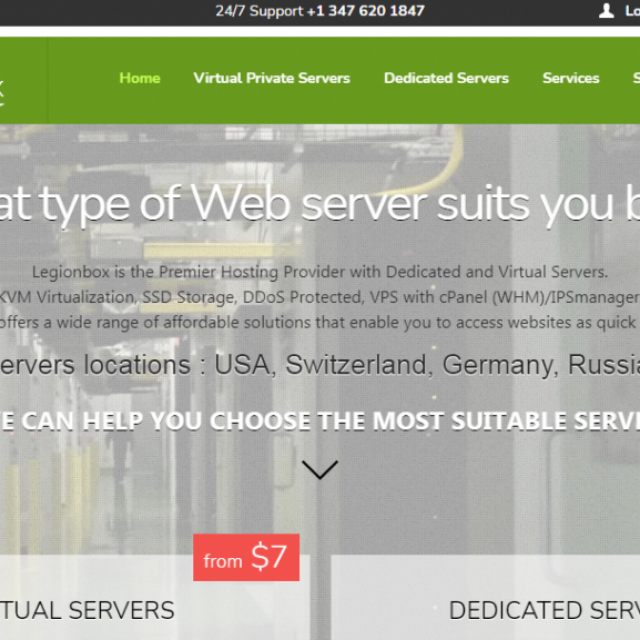 24/7 Support +1 347 620 1847
Home Virtual Private Servers Dedicated Servers Services
at type of Web server suits you b
Legionbox is the Premier Hosting Provider with Dedicated and Virtual Servers.
KVM Virtualization, SSD Storage, DDoS Protected, VPS with cPanel (WHM)/IPSmanager
offers a wide range of affordable solutions that enable you to access websites as quick
ervers locations : USA, Switzerland, Germany, Russia
E CAN HELP YOU CHOOSE THE MOST SUITABLE SERV
from $7
TUAL SERVERS
DEDICATED SERV